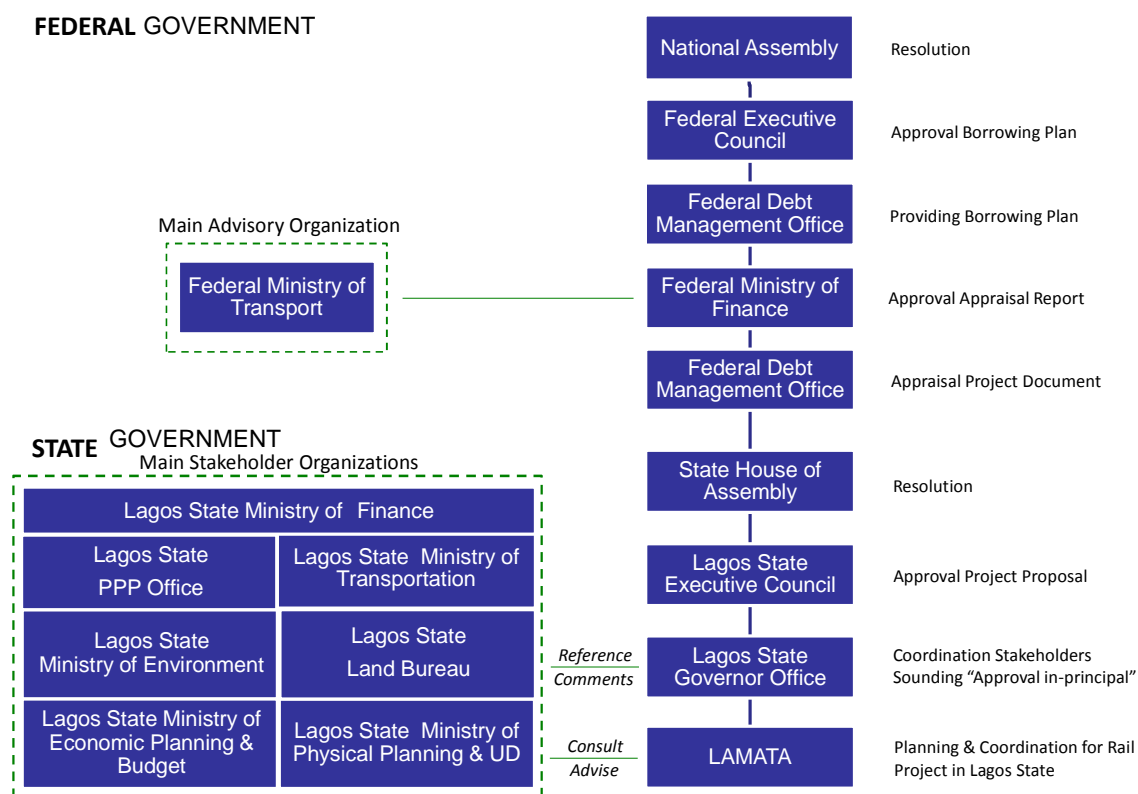 FEDERAL GOVERNMENT
National Assembly
Resolution
Federal Executive
Council
Approval Borrowing Plan
Federal Debt
Management Office
Providing Borrowing Plan
Main Advisory Organization
Federal Ministry of
Transport
Federal Ministry of
Finance
Approval Appraisal Report
Federal Debt
Management Office
Appraisal Project Document
STATE GOVERNMENT
Main Stakeholder Organizations
State House of
Assembly
Resolution
Lagos State Ministry of Finance
Lagos State
PPP Office
Lagos State Ministry of
Transportation
Lagos State
Executive Council
Approval Project Proposal
Lagos State
Ministry of Environment
Lagos State
Land Bureau
Reference
Comments
Lagos State
Governor Office
Coordination Stakeholders
Sounding “Approval in-principal”
Lagos State Ministry of
Economic Planning &
Budget
Lagos State Ministry of
Physical Planning & UD
Consult
Advise
LAMATA
Planning & Coordination for Rail
Project in Lagos State